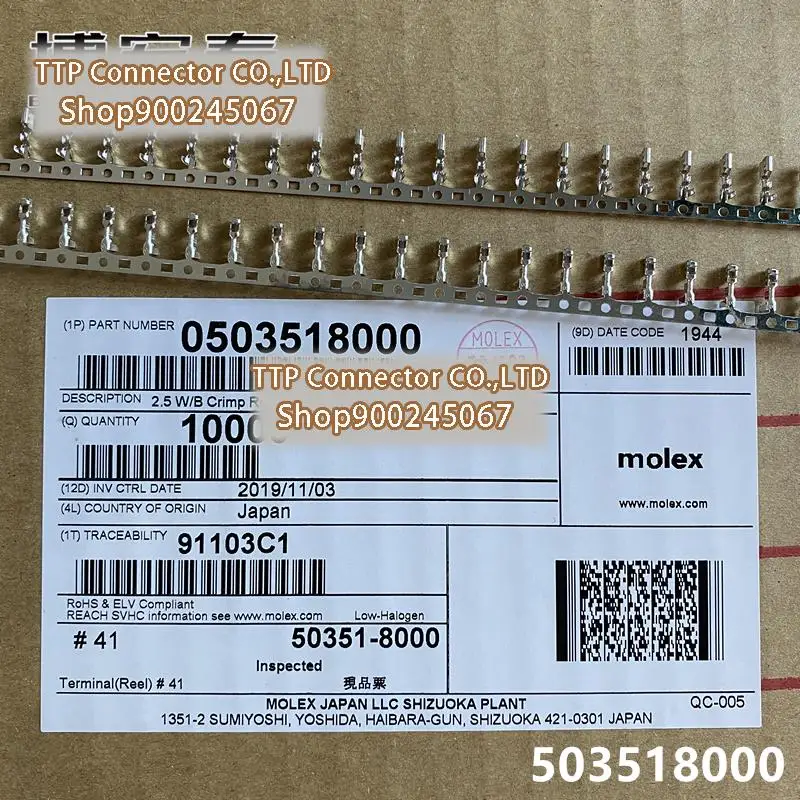 TTP Connector CO.,LTD
Shop900245067
(1P) PART NUMBER 0503518000
MOLEX
(9D) DATE CODE 1944
TTP Connector CO.,LTD
Shop900245067
DESCRIPTION 2.5 W/B Crimp
(Q) QUANTITY
molex
www.molex.com
(12D) INV CTRL DATE 2019/11/03
(4L) COUNTRY OF ORIGIN Japan
(1T) TRACEABILITY 91103C1
RoHS & ELV Compliant
REACH SVHC information see www.molex.com Low-Halogen
# 41 50351-8000
Inspected
Terminal(Reel) # 41 現品票
MOLEX JAPAN LLC SHIZUOKA PLANT QC-005
1351-2 SUMIYOSHI, YOSHIDA, HAIBARA-GUN, SHIZUOKA 421-0301 JAPAN
503518000